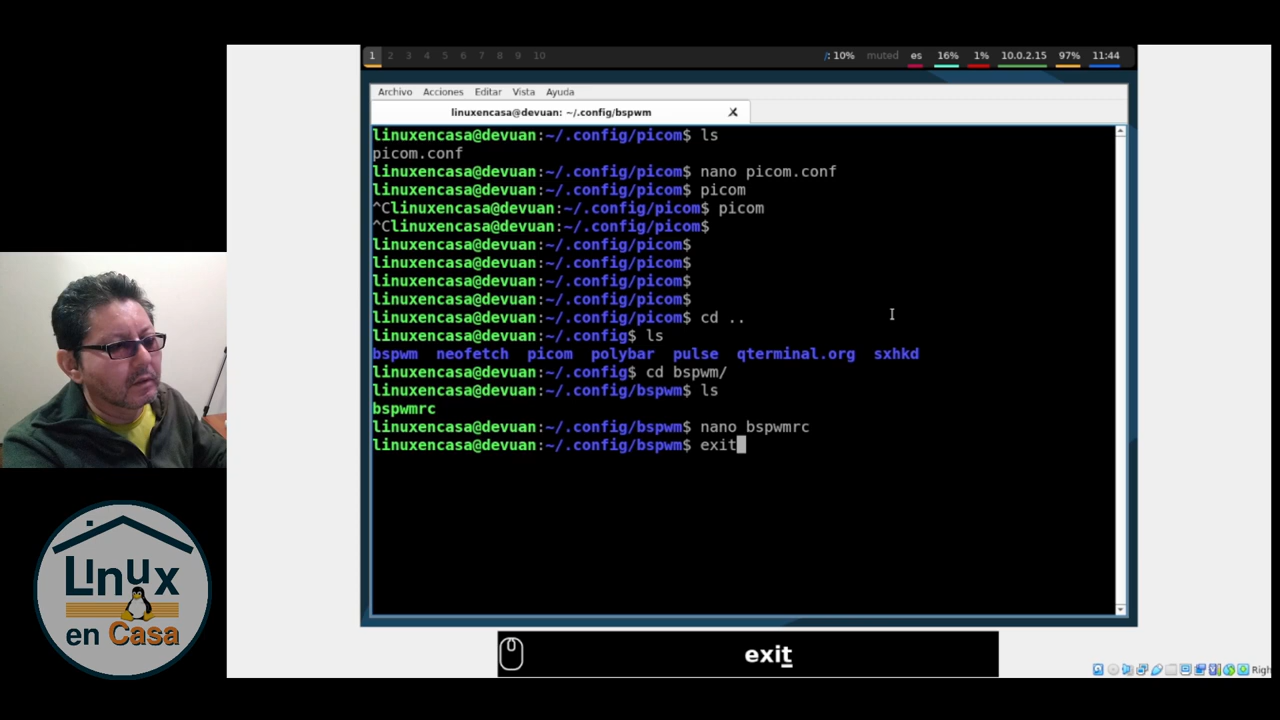 1 2 3 4 5 6 7 8 9 10 /: 10% muted es 16% 1% 10.0.2.15 97% 11:44
Archivo Acciones Editar Vista Ayuda
linuxencasa@devuan: ~/.config/bspwm X
linuxencasa@devuan:~/.config/picom$ ls
picom.conf
linuxencasa@devuan:~/.config/picom$ nano picom.conf
linuxencasa@devuan:~/.config/picom$ picom
^Clinuxencasa@devuan:~/.config/picom$ picom
^Clinuxencasa@devuan:~/.config/picom$
linuxencasa@devuan:~/.config/picom$
linuxencasa@devuan:~/.config/picom$
linuxencasa@devuan:~/.config/picom$
linuxencasa@devuan:~/.config/picom$
linuxencasa@devuan:~/.config/picom$ cd ..
linuxencasa@devuan:~/.config$ ls
bspwm neofetch picom polybar pulse qterminal.org sxhkd
linuxencasa@devuan:~/.config$ cd bspwm/
linuxencasa@devuan:~/.config/bspwm$ ls
bspwmrc
linuxencasa@devuan:~/.config/bspwm$ nano bspwmrc
linuxencasa@devuan:~/.config/bspwm$ exit
Linux
en Casa
exit
Righ